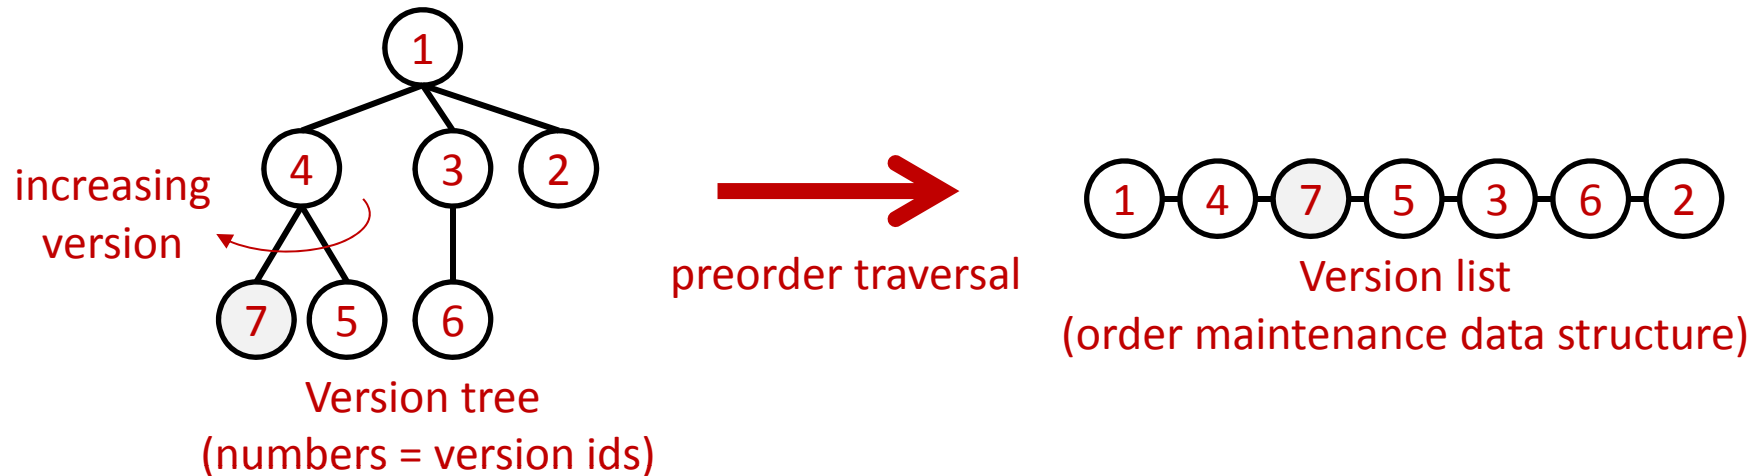 1
4
3
2
increasing
version
7
5
6
Version tree
(numbers = version ids)
preorder traversal
1 4 7 5 3 6 2
Version list
(order maintenance data structure)